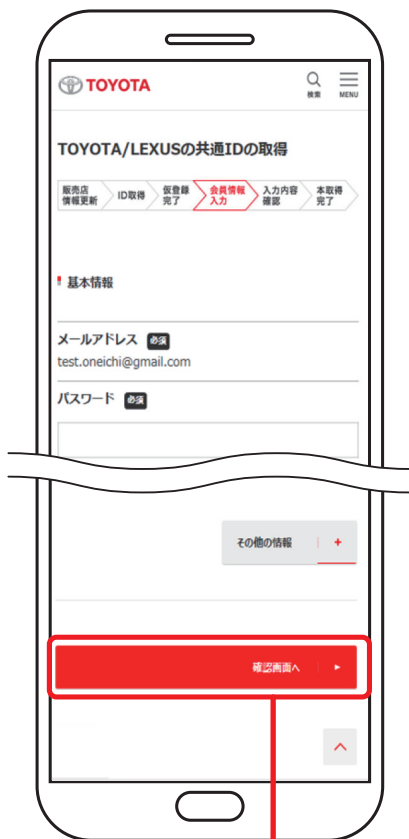 TOYOTA
検索 MENU
TOYOTA/LEXUSの共通IDの取得
販売店
情報更新
ID取得
仮登録
完了
会員情報
入力
入力内容
確認
本取得
完了
基本情報
メールアドレス 必須
test.oneichi@gmail.com
パスワード 必須
その他の情報 +
確認画面へ